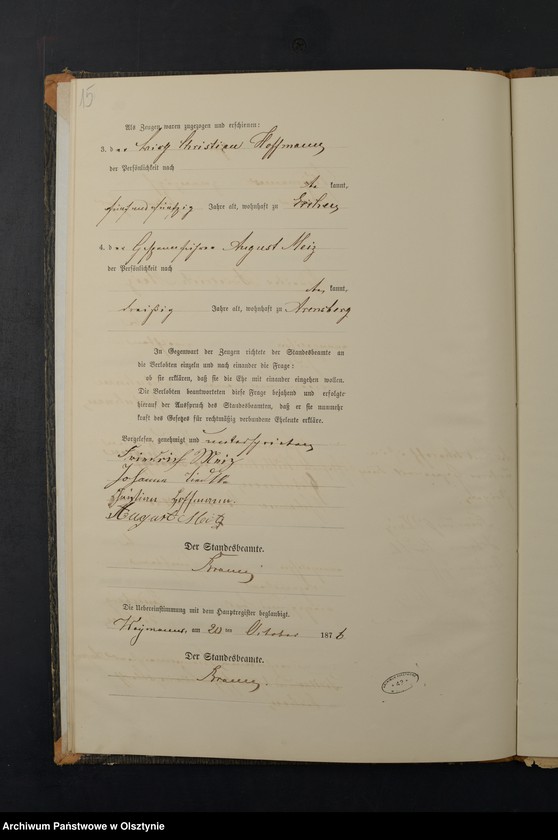 15
Als Zeugen waren zugezogen und erschienen:
3. der Christian Hoffmann,
der Persönlichkeit nach
kannt,
fünfundfünfzig Jahre alt, wohnhaft zu
4. der August Meiz
der Persönlichkeit nach
kannt,
dreißig Jahre alt, wohnhaft zu Arensberg
In Gegenwart der Zeugen richtete der Standesbeamte an
die Verlobten einzeln und nach einander die Frage:
ob sie erklären, daß sie die Ehe mit einander eingehen wollen.
Die Verlobten beantworteten diese Frage bejahend und erfolgte
hierauf der Ausspruch des Standesbeamten, daß er sie nunmehr
kraft des Gesetzes für rechtmäßig verbundene Eheleute erkläre.
Vorgelesen, genehmigt und unterschrieben
Friedrich Meiz
Johanna
Christian Hoffmann.
August Meiz
Der Standesbeamte.
Die Uebereinstimmung mit dem Hauptregister beglaubigt.
am 20 ten October 1876
Der Standesbeamte.
Archiwum Państwowe w Olsztynie